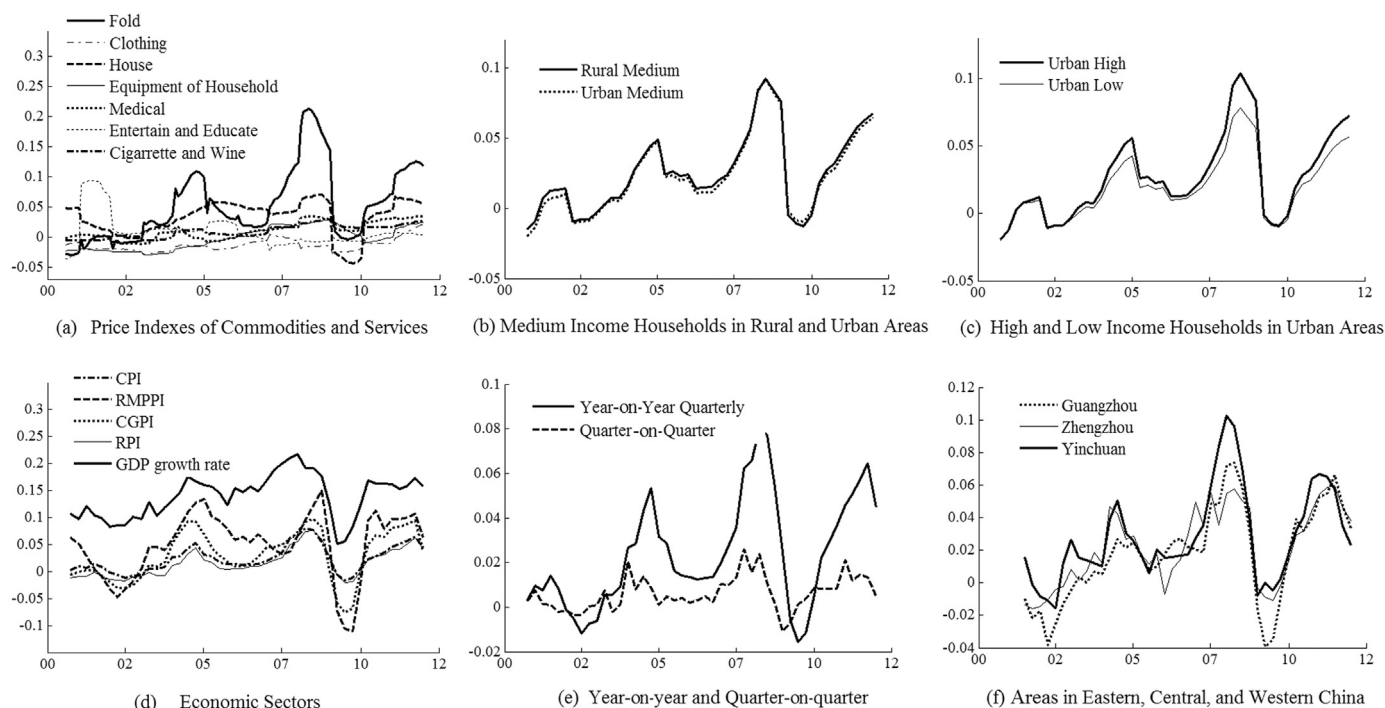 Fold
Clothing
House
Equipment of Household
Medical
Entertain and Educate
Cigarrette and Wine
0.3
0.25
0.2
0.15
0.1
0.05
0
-0.05
00 02 05 07 10 12
(a) Price Indexes of Commodities and Services
Rural Medium
Urban Medium
0.1
0.05
0
-0.05
00 02 05 07 10 12
(b) Medium Income Households in Rural and Urban Areas
Urban High
Urban Low
0.1
0.05
0
-0.05
00 02 05 07 10 12
(c) High and Low Income Households in Urban Areas
CPI
RMPPI
CGPI
RPI
GDP growth rate
0.3
0.25
0.2
0.15
0.1
0.05
0
-0.05
-0.1
00 02 05 07 10 12
(d) Economic Sectors
Year-on-Year Quarterly
Quarter-on-Quarter
0.1
0.08
0.06
0.04
0.02
0
-0.02
00 02 05 07 10 12
(e) Year-on-year and Quarter-on-quarter
Guangzhou
Zhengzhou
Yinchuan
0.12
0.1
0.08
0.06
0.04
0.02
0
-0.02
-0.04
00 02 05 07 10 12
(f) Areas in Eastern, Central, and Western China